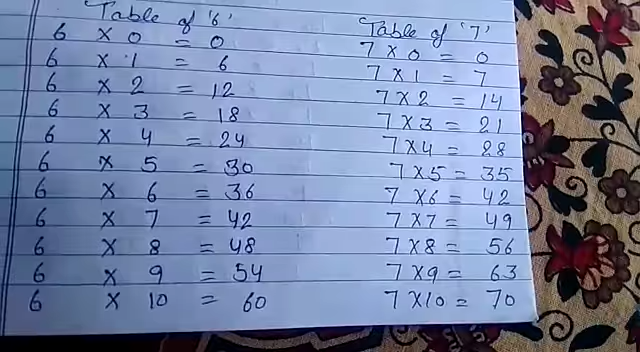 Table of '6'
6 × 0 = 0
6 × 1 = 6
6 × 2 = 12
6 × 3 = 18
6 × 4 = 24
6 × 5 = 30
6 × 6 = 36
6 × 7 = 42
6 × 8 = 48
6 × 9 = 54
6 × 10 = 60
Table of '7'
7 × 0 = 0
7 × 1 = 7
7 × 2 = 14
7 × 3 = 21
7 × 4 = 28
7 × 5 = 35
7 × 6 = 42
7 × 7 = 49
7 × 8 = 56
7 × 9 = 63
7 × 10 = 70